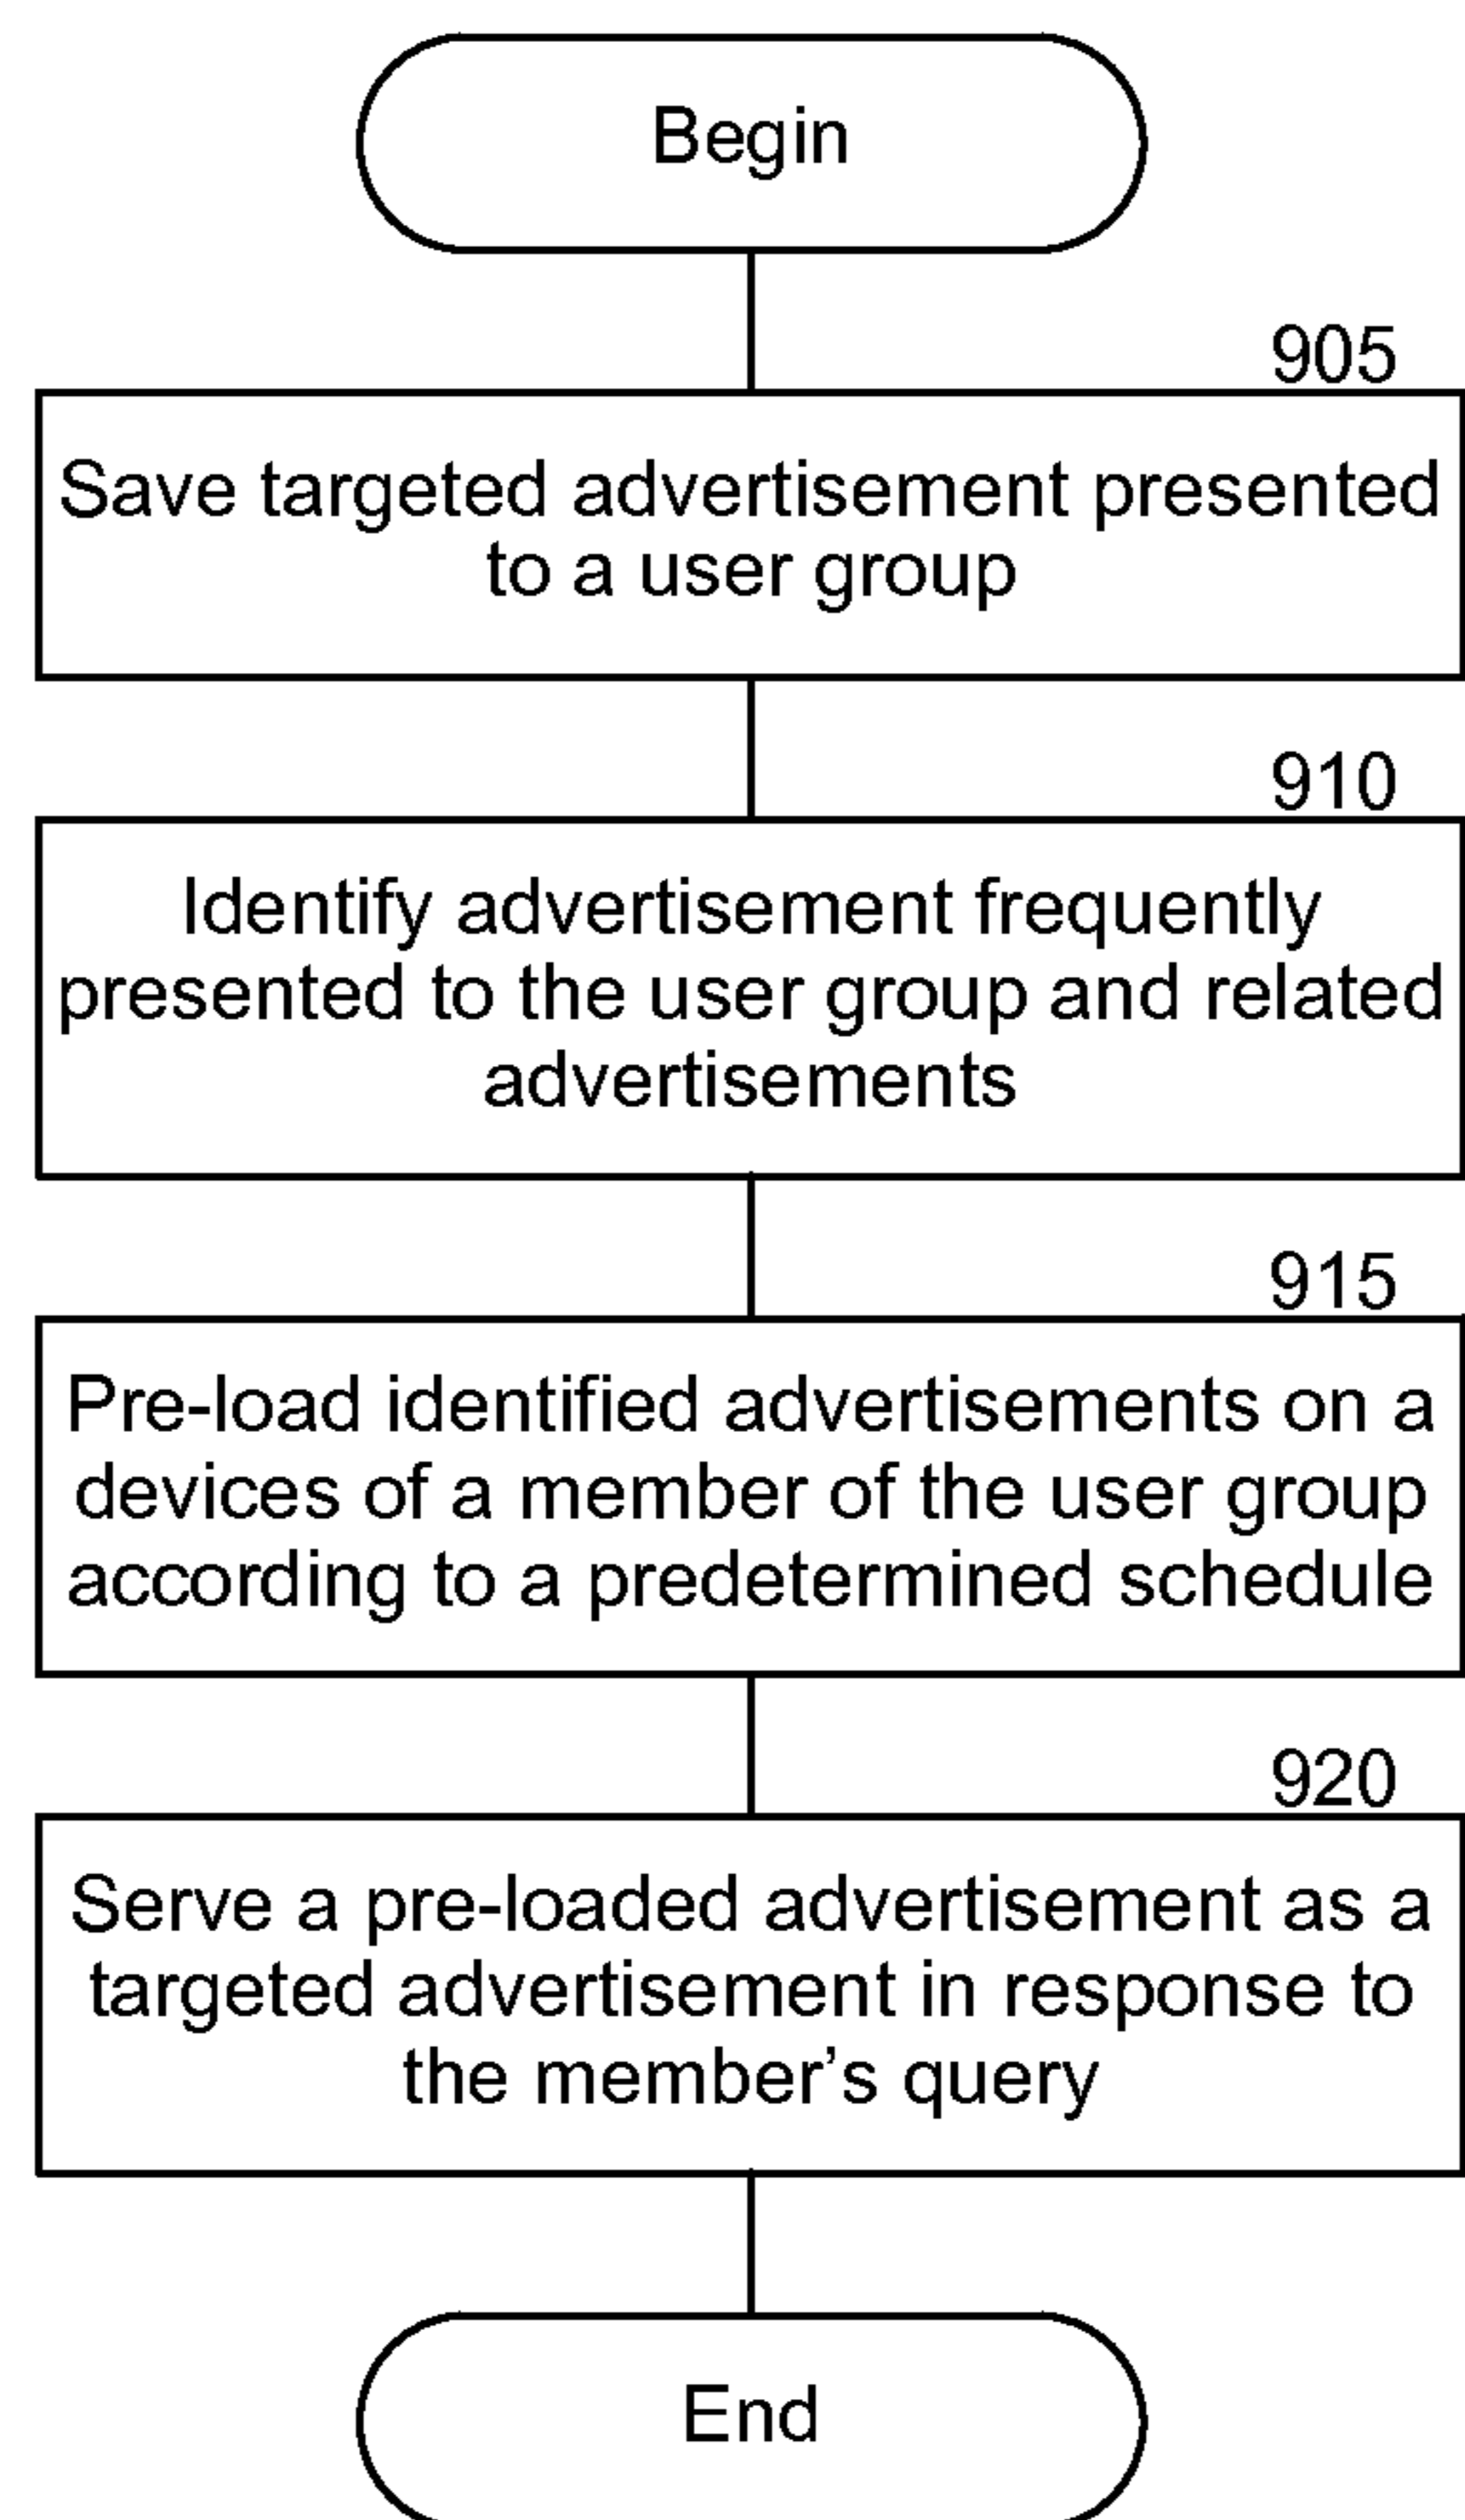 Begin
905
Save targeted advertisement presented
to a user group
910
Identify advertisement frequently
presented to the user group and related
advertisements
915
Pre-load identified advertisements on a
devices of a member of the user group
according to a predetermined schedule
920
Serve a pre-loaded advertisement as a
targeted advertisement in response to
the member's query
End